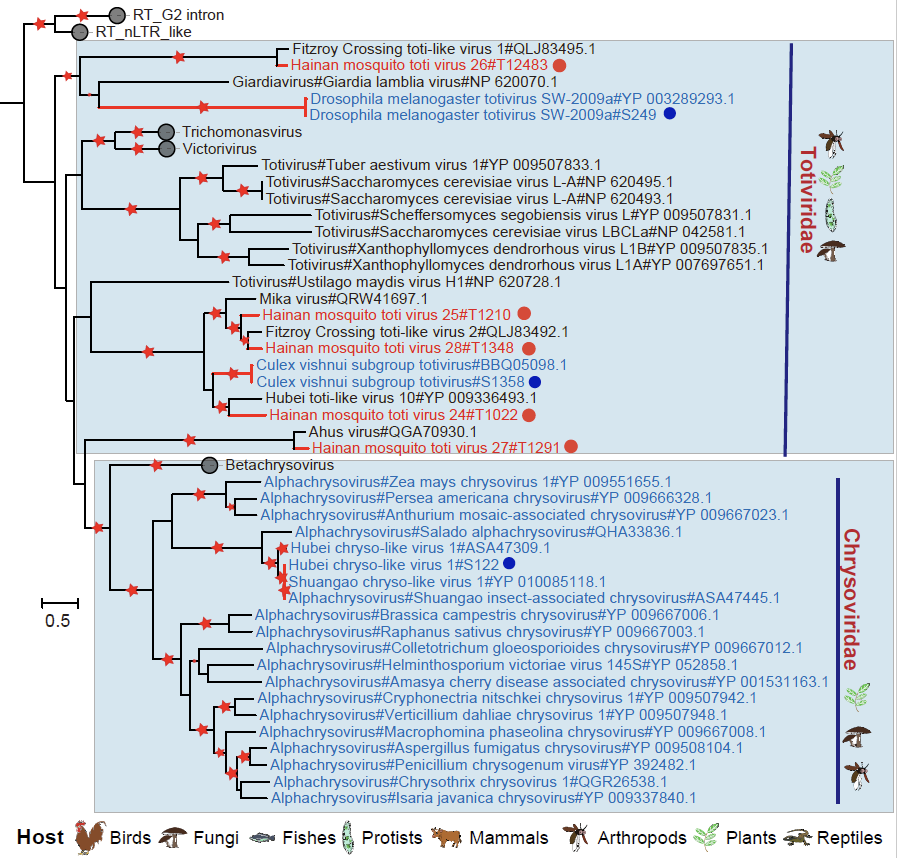 RT_G2 intron
RT_nLTR_like
Fitzroy Crossing toti-like virus 1#QLJ83495.1
Hainan mosquito toti virus 26#T12483
Giardiavirus#Giardia lamblia virus#NP 620070.1
Drosophila melanogaster totivirus SW-2009a#YP 003289293.1
Drosophila melanogaster totivirus SW-2009a#S249
Trichomonasvirus
Victorivirus
Totivirus#Tuber aestivum virus 1#YP 009507833.1
Totivirus#Saccharomyces cerevisiae virus L-A#NP 620495.1
Totivirus#Saccharomyces cerevisiae virus L-A#NP 620493.1
Totivirus#Scheffersomyces segobiensis virus L#YP 009507831.1
Totivirus#Saccharomyces cerevisiae virus LBCLa#NP 042581.1
Totivirus#Xanthophyllomyces dendrorhous virus L1B#YP 009507835.1
Totivirus#Xanthophyllomyces dendrorhous virus L1A#YP 007697651.1
Totivirus#Ustilago maydis virus H1#NP 620728.1
Mika virus#QRW41697.1
Hainan mosquito toti virus 25#T1210
Fitzroy Crossing toti-like virus 2#QLJ83492.1
Hainan mosquito toti virus 28#T1348
Culex vishnui subgroup totivirus#BBQ05098.1
Culex vishnui subgroup totivirus#S1358
Hubei toti-like virus 10#YP 009336493.1
Hainan mosquito toti virus 24#T1022
Ahus virus#QGA70930.1
Hainan mosquito toti virus 27#T1291
Totiviridae
Betachrysovirus
Alphachrysovirus#Zea mays chrysovirus 1#YP 009551655.1
Alphachrysovirus#Persea americana chrysovirus#YP 009666328.1
Alphachrysovirus#Anthurium mosaic-associated chrysovirus#YP 009667023.1
Alphachrysovirus#Salado alphachrysovirus#QHA33836.1
Hubei chryso-like virus 1#ASA47309.1
Hubei chryso-like virus 1#S122
Shuangao chryso-like virus 1#YP 010085118.1
Alphachrysovirus#Shuangao insect-associated chrysovirus#ASA47445.1
Alphachrysovirus#Brassica campestris chrysovirus#YP 009667006.1
Alphachrysovirus#Raphanus sativus chrysovirus#YP 009667003.1
Alphachrysovirus#Colletotrichum gloeosporioides chrysovirus#YP 009667012.1
Alphachrysovirus#Helminthosporium victoriae virus 145S#YP 052858.1
Alphachrysovirus#Amasya cherry disease associated chrysovirus#YP 001531163.1
Alphachrysovirus#Cryphonectria nitschkei chrysovirus 1#YP 009507942.1
Alphachrysovirus#Verticillium dahliae chrysovirus 1#YP 009507948.1
Alphachrysovirus#Macrophomina phaseolina chrysovirus#YP 009667008.1
Alphachrysovirus#Aspergillus fumigatus chrysovirus#YP 009508104.1
Alphachrysovirus#Penicillium chrysogenum virus#YP 392482.1
Alphachrysovirus#Chrysothrix chrysovirus 1#QGR26538.1
Alphachrysovirus#Isaria javanica chrysovirus#YP 009337840.1
Chrysoviridae
0.5
Host Birds Fungi Fishes Protists Mammals Arthropods Plants Reptiles